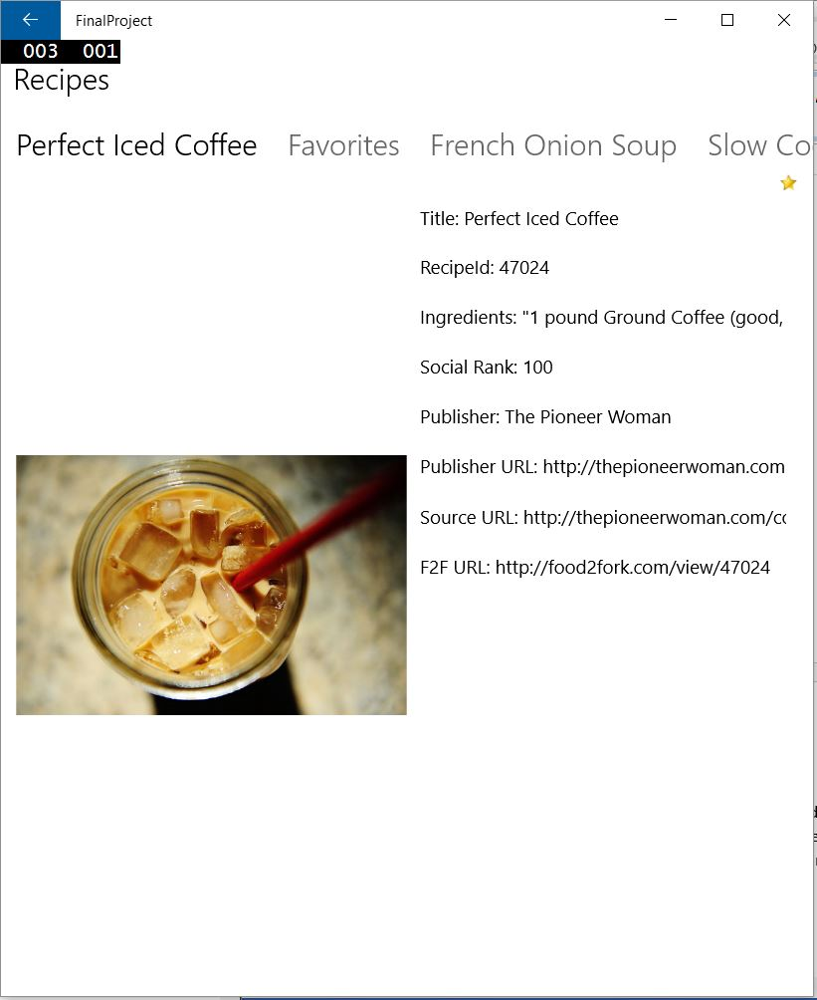 FinalProject
003 001
Recipes
Perfect Iced Coffee Favorites French Onion Soup Slow Co
Title: Perfect Iced Coffee
RecipeId: 47024
Ingredients: "1 pound Ground Coffee (good,
Social Rank: 100
Publisher: The Pioneer Woman
Publisher URL: http://thepioneerwoman.com
Source URL: http://thepioneerwoman.com/co
F2F URL: http://food2fork.com/view/47024